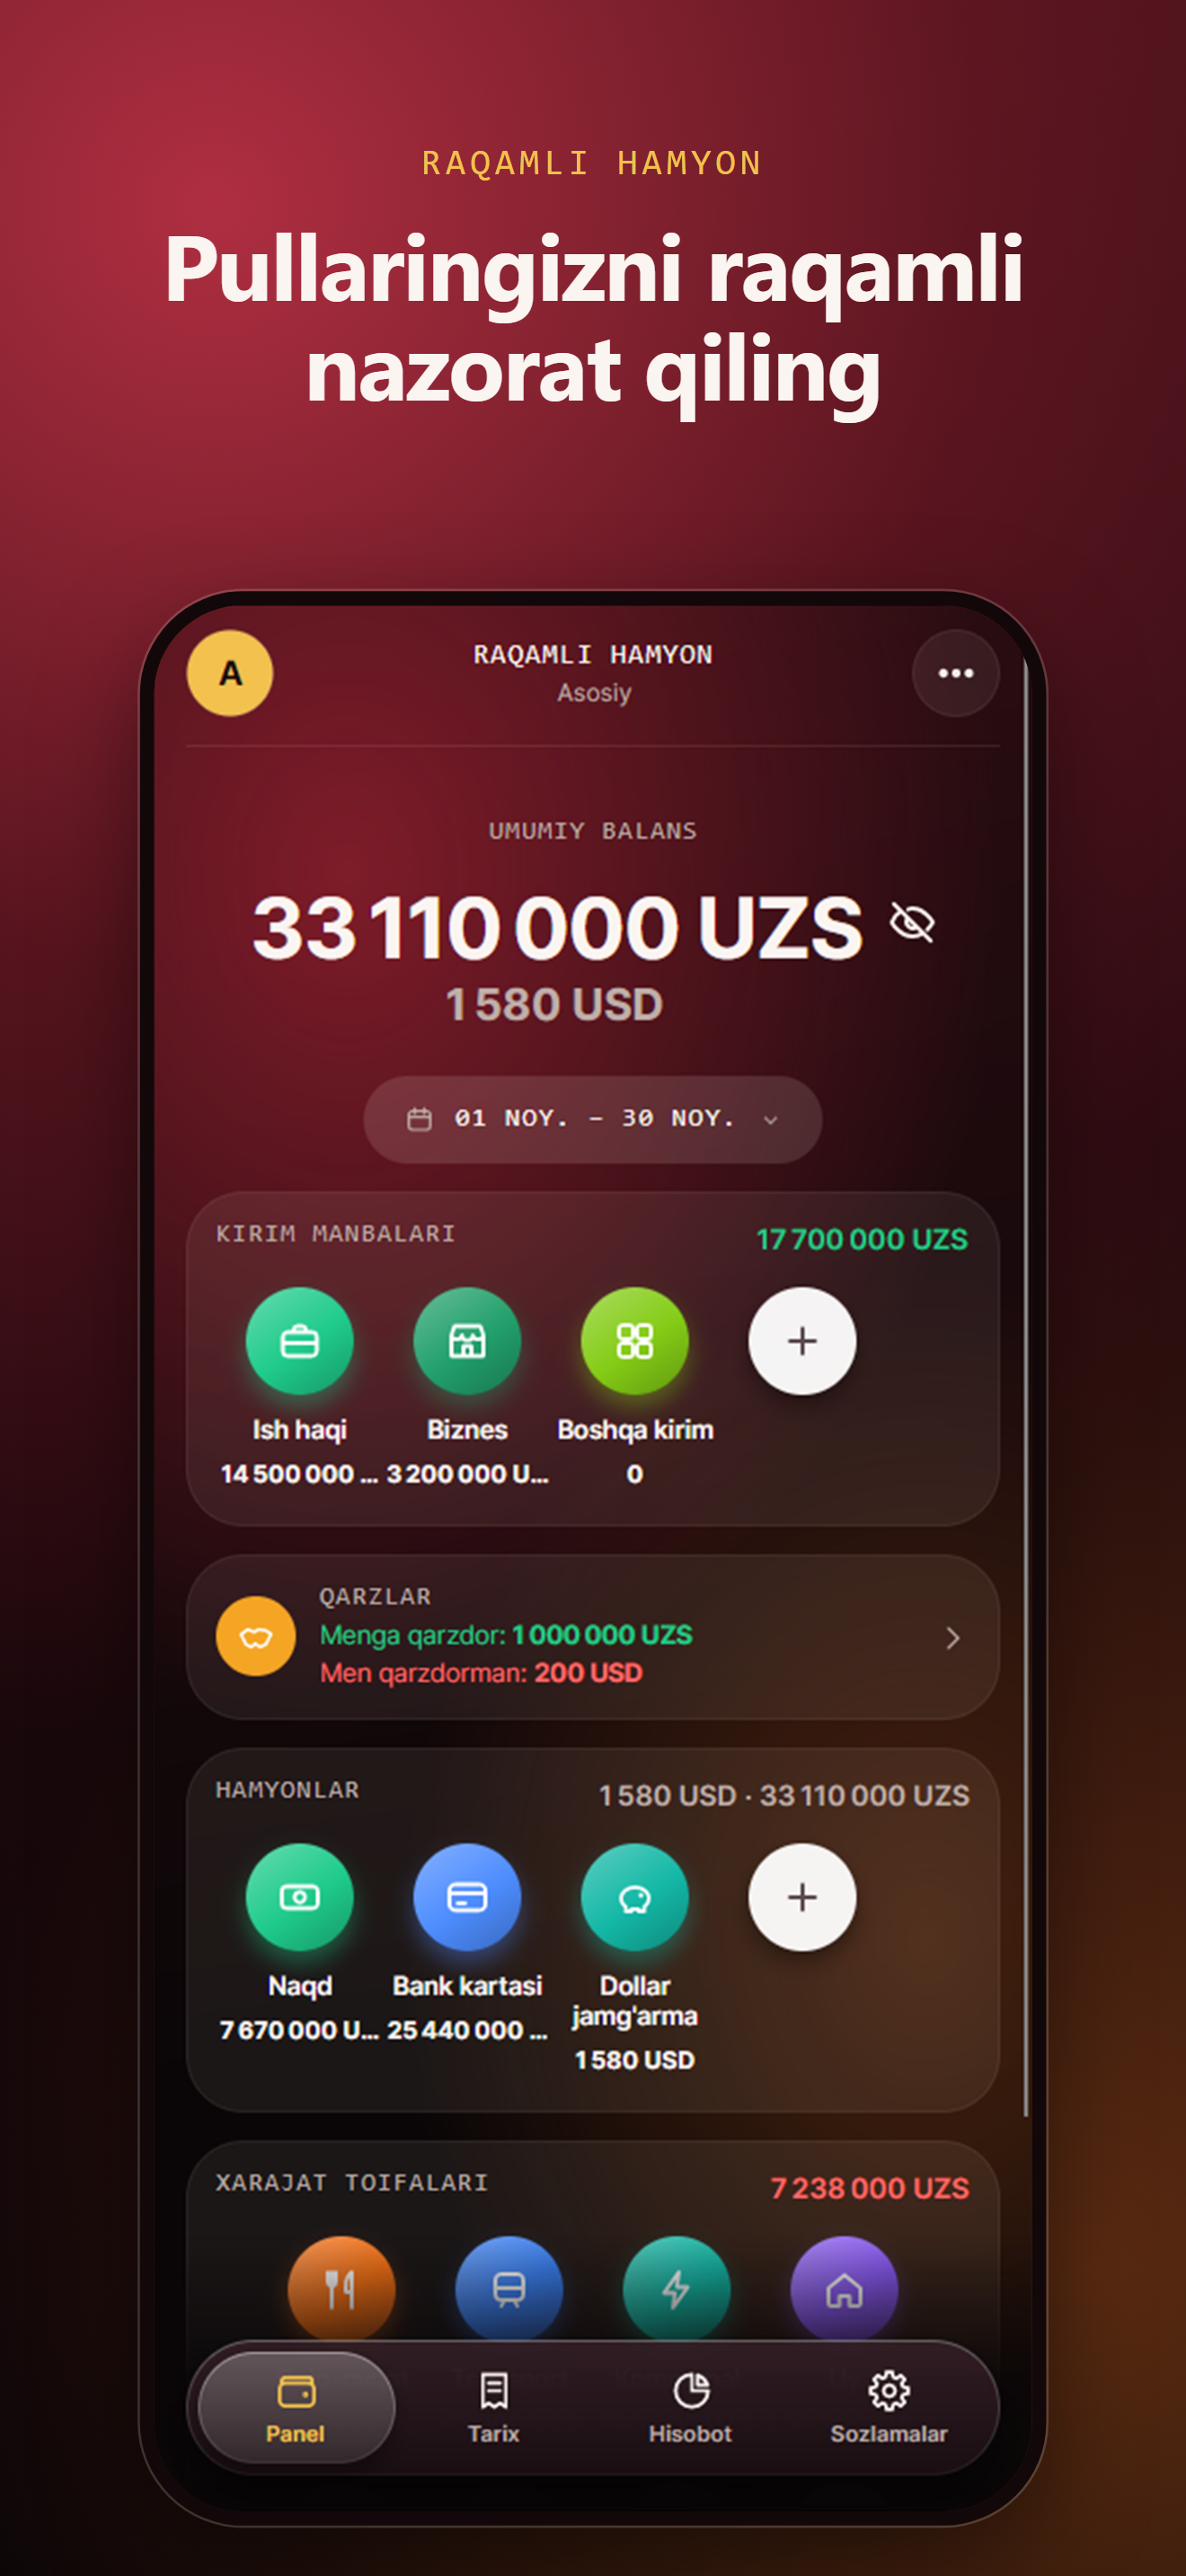 RAQAMLI HAMYON
Pullaringizni raqamli
nazorat qiling
A
RAQAMLI HAMYON
Asosiy
UMUMIY BALANS
33 110 000 UZS
1 580 USD
01 NOY. – 30 NOY.
KIRIM MANBALARI
17 700 000 UZS
Ish haqi
Biznes
Boshqa kirim
14 500 000 ...
3 200 000 U...
0
QARZLAR
Menga qarzdor: 1 000 000 UZS
Men qarzdorman: 200 USD
HAMYONLAR
1 580 USD · 33 110 000 UZS
Naqd
Bank kartasi
Dollar
jamg'arma
7 670 000 U...
25 440 000 ...
1 580 USD
XARAJAT TOIFALARI
7 238 000 UZS
Panel
Tarix
Hisobot
Sozlamalar